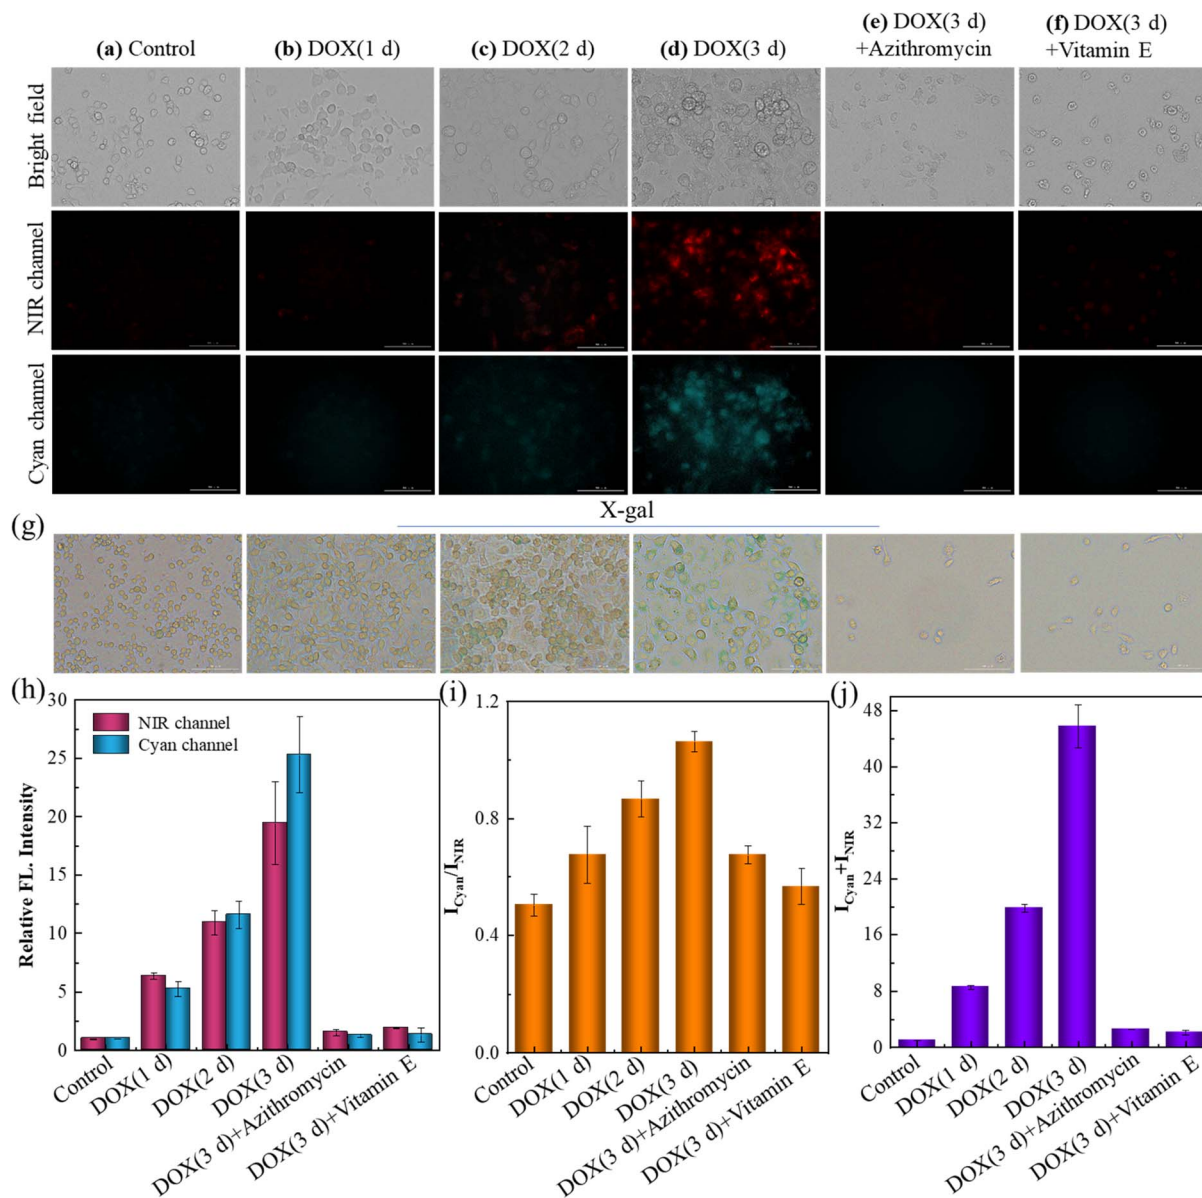 (a) Control
(b) DOX(1 d)
(c) DOX(2 d)
(d) DOX(3 d)
(e) DOX(3 d)
+Azithromycin
(f) DOX(3 d)
+Vitamin E
Bright field
NIR channel
Cyan channel
X-gal
(g)
(h)
30
25
20
15
10
5
0
Relative FL. Intensity
NIR channel
Cyan channel
Control
DOX(1 d)
DOX(2 d)
DOX(3 d)
DOX(3 d)+Azithromycin
DOX(3 d)+Vitamin E
(i)
1.2
0.8
0.4
0.0
I_Cyan/I_NIR
Control
DOX(1 d)
DOX(2 d)
DOX(3 d)
DOX(3 d)+Azithromycin
DOX(3 d)+Vitamin E
(j)
48
40
32
24
16
8
0
I_Cyan+I_NIR
Control
DOX(1 d)
DOX(2 d)
DOX(3 d)
DOX(3 d)+Azithromycin
DOX(3 d)+Vitamin E